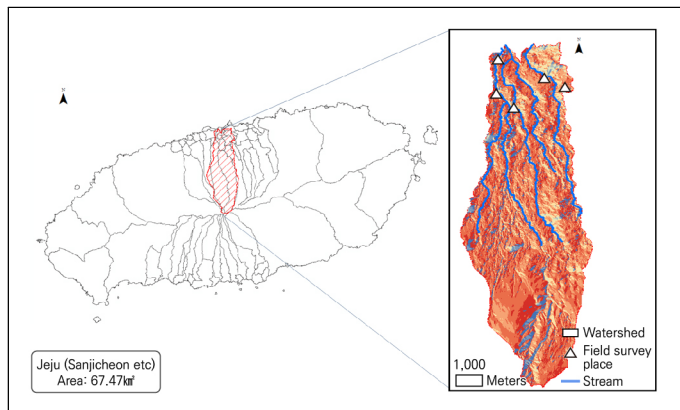 Jeju (Sanjicheon etc)
Area: 67.47㎢
Watershed
Field survey
place
1,000
Meters
Stream